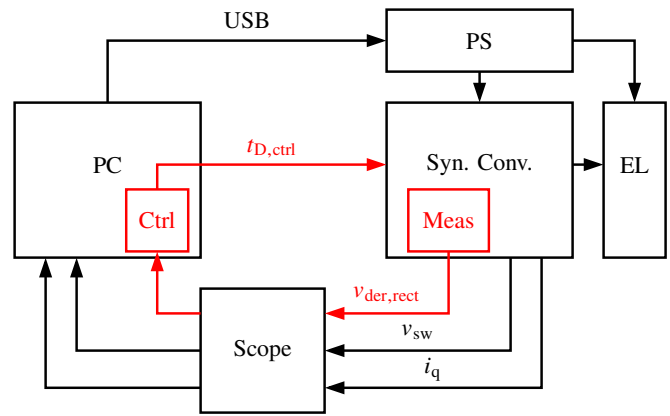 USB
PS
t_D,ctrl
PC
Syn. Conv.
EL
Ctrl
Meas
v_der,rect
v_sw
Scope
i_q